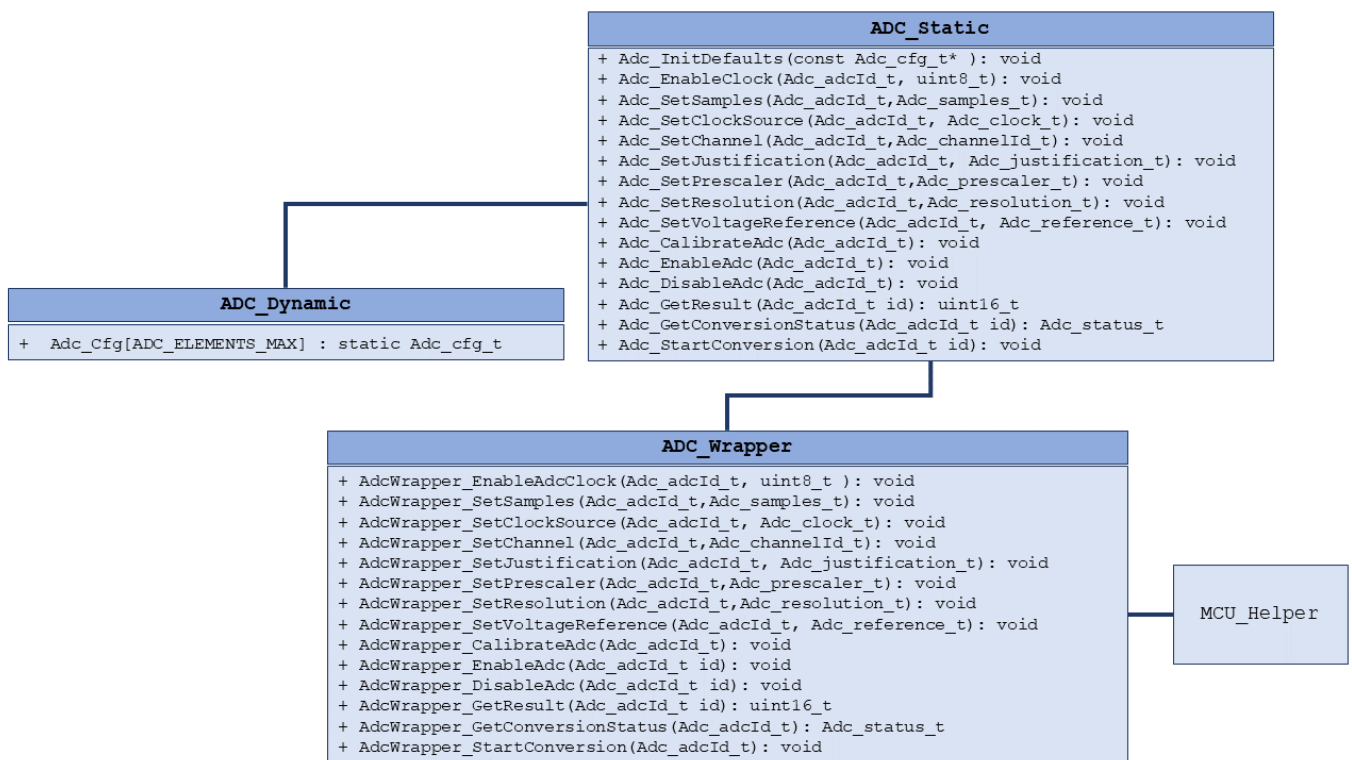 ADC_Static
+ Adc_InitDefaults(const Adc_cfg_t* ): void
+ Adc_EnableClock(Adc_adcId_t, uint8_t): void
+ Adc_SetSamples(Adc_adcId_t,Adc_samples_t): void
+ Adc_SetClockSource(Adc_adcId_t, Adc_clock_t): void
+ Adc_SetChannel(Adc_adcId_t,Adc_channelId_t): void
+ Adc_SetJustification(Adc_adcId_t, Adc_justification_t): void
+ Adc_SetPrescaler(Adc_adcId_t,Adc_prescaler_t): void
+ Adc_SetResolution(Adc_adcId_t,Adc_resolution_t): void
+ Adc_SetVoltageReference(Adc_adcId_t, Adc_reference_t): void
+ Adc_CalibrateAdc(Adc_adcId_t): void
+ Adc_EnableAdc(Adc_adcId_t): void
+ Adc_DisableAdc(Adc_adcId_t): void
+ Adc_GetResult(Adc_adcId_t id): uint16_t
+ Adc_GetConversionStatus(Adc_adcId_t id): Adc_status_t
+ Adc_StartConversion(Adc_adcId_t id): void
ADC_Dynamic
+ Adc_Cfg[ADC_ELEMENTS_MAX] : static Adc_cfg_t
ADC_Wrapper
+ AdcWrapper_EnableAdcClock(Adc_adcId_t, uint8_t ): void
+ AdcWrapper_SetSamples(Adc_adcId_t,Adc_samples_t): void
+ AdcWrapper_SetClockSource(Adc_adcId_t, Adc_clock_t): void
+ AdcWrapper_SetChannel(Adc_adcId_t,Adc_channelId_t): void
+ AdcWrapper_SetJustification(Adc_adcId_t, Adc_justification_t): void
+ AdcWrapper_SetPrescaler(Adc_adcId_t,Adc_prescaler_t): void
+ AdcWrapper_SetResolution(Adc_adcId_t,Adc_resolution_t): void
+ AdcWrapper_SetVoltageReference(Adc_adcId_t, Adc_reference_t): void
+ AdcWrapper_CalibrateAdc(Adc_adcId_t): void
+ AdcWrapper_EnableAdc(Adc_adcId_t id): void
+ AdcWrapper_DisableAdc(Adc_adcId_t id): void
+ AdcWrapper_GetResult(Adc_adcId_t id): uint16_t
+ AdcWrapper_GetConversionStatus(Adc_adcId_t): Adc_status_t
+ AdcWrapper_StartConversion(Adc_adcId_t): void
MCU_Helper